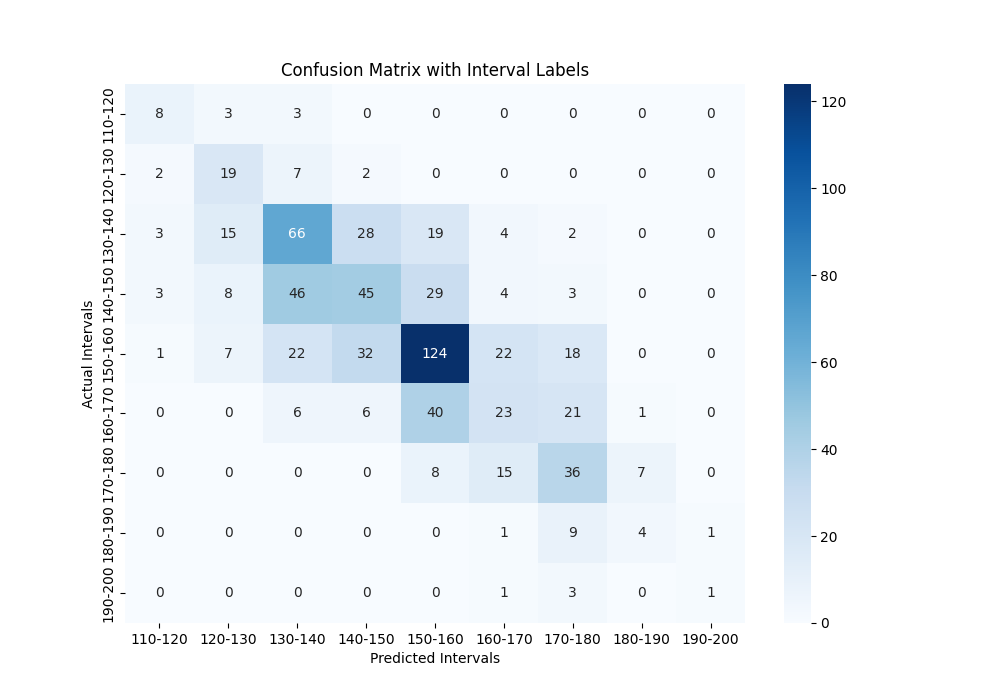 Confusion Matrix with Interval Labels
110-120 8 3 3 0 0 0 0 0 0
120-130 2 19 7 2 0 0 0 0 0
130-140 3 15 66 28 19 4 2 0 0
140-150 3 8 46 45 29 4 3 0 0
150-160 1 7 22 32 124 22 18 0 0
160-170 0 0 6 6 40 23 21 1 0
170-180 0 0 0 0 8 15 36 7 0
180-190 0 0 0 0 0 1 9 4 1
190-200 0 0 0 0 0 1 3 0 1
110-120 120-130 130-140 140-150 150-160 160-170 170-180 180-190 190-200
Predicted Intervals
Actual Intervals
120
100
80
60
40
20
0